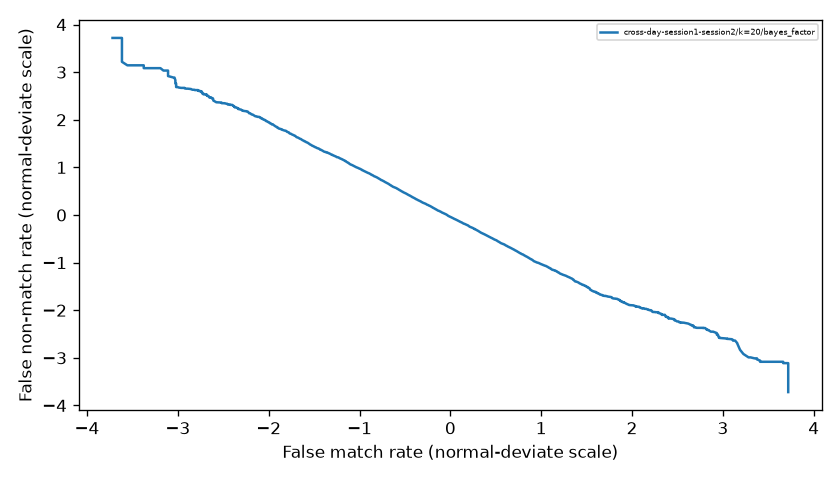 cross-day-session1-session2/k=20/bayes_factor
False non-match rate (normal-deviate scale)
4
3
2
1
0
−1
−2
−3
−4
−4 −3 −2 −1 0 1 2 3 4
False match rate (normal-deviate scale)